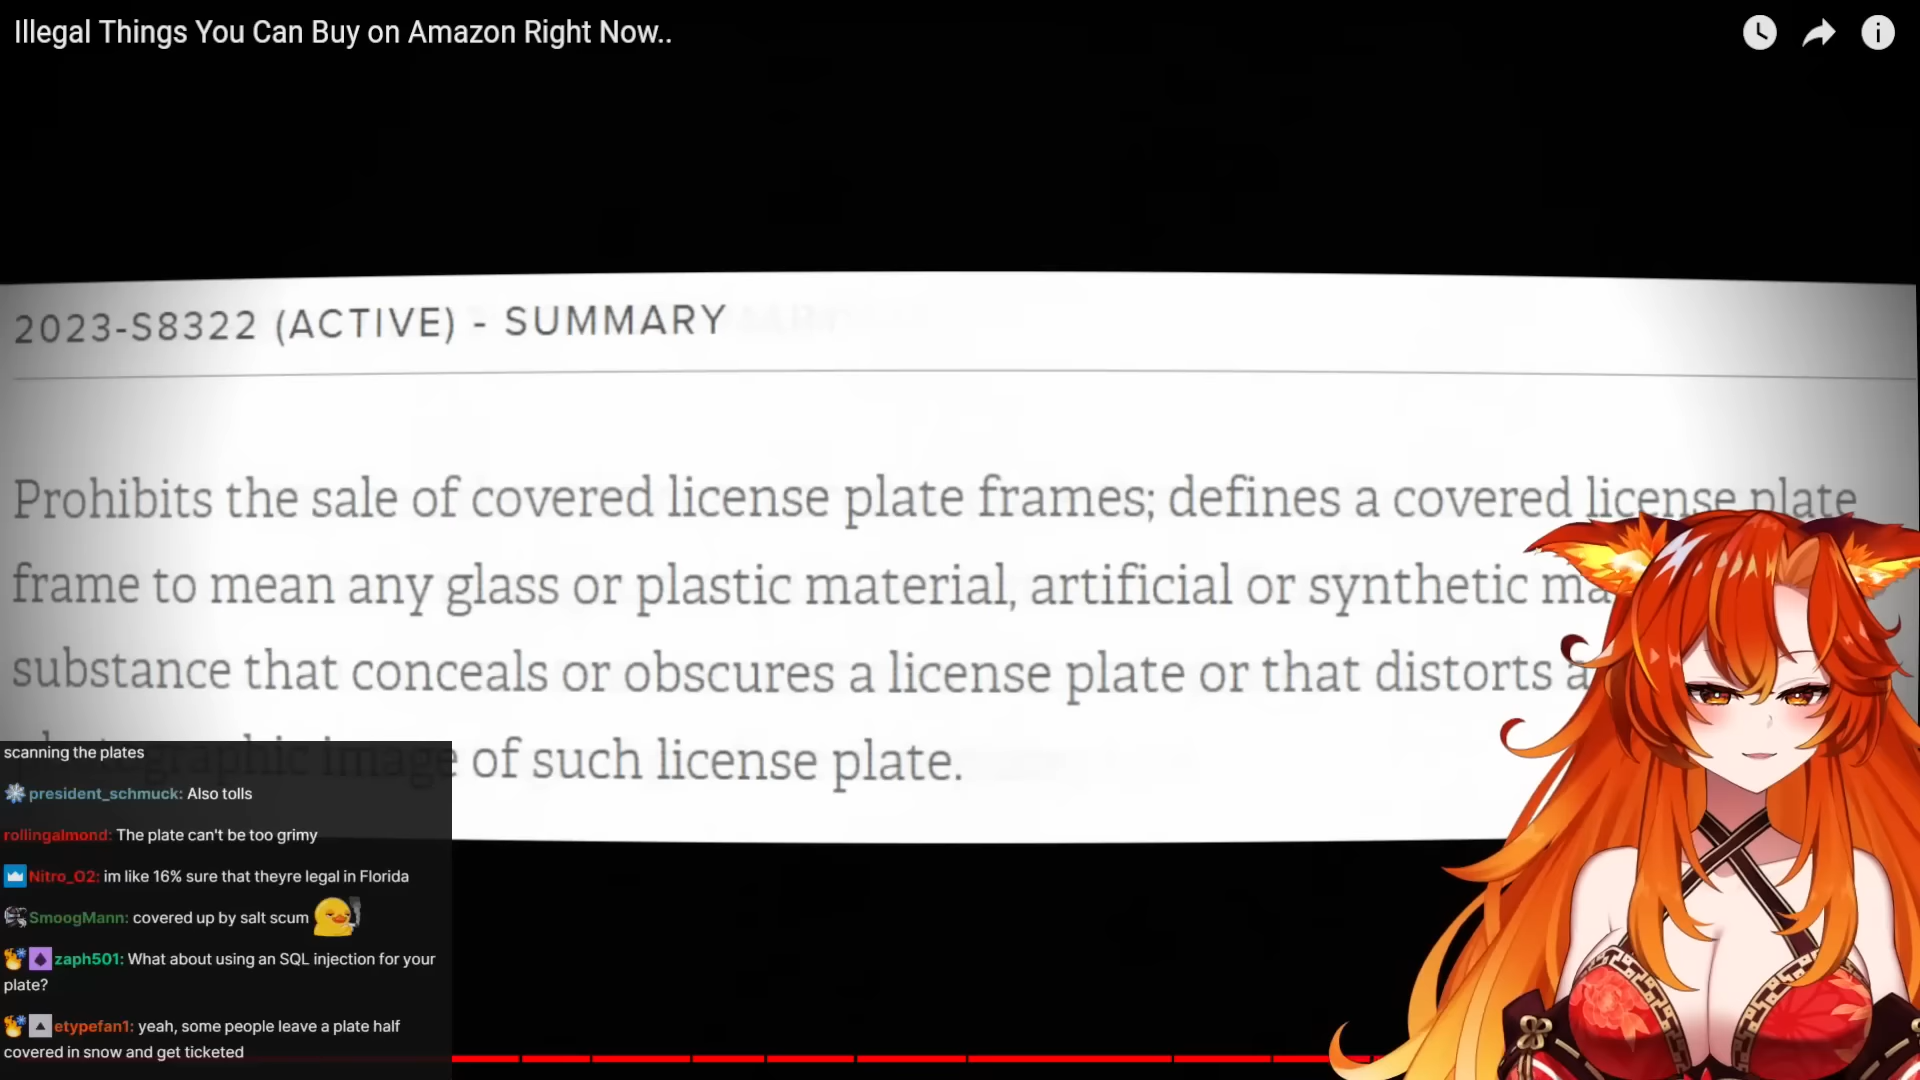 Illegal Things You Can Buy on Amazon Right Now..
2023-S8322 (ACTIVE) - SUMMARY
Prohibits the sale of covered license plate frames; defines a covered license plate
frame to mean any glass or plastic material, artificial or synthetic
substance that conceals or obscures a license plate or that distorts a
photographic image of such license plate.
scanning the plates
president_schmuck: Also tolls
rollingalmond: The plate can't be too grimy
Nitro_O2: im like 16% sure that theyre legal in Florida
SmoogMann: covered up by salt scum
zaph501: What about using an SQL injection for your
plate?
etypefan1: yeah, some people leave a plate half
covered in snow and get ticketed